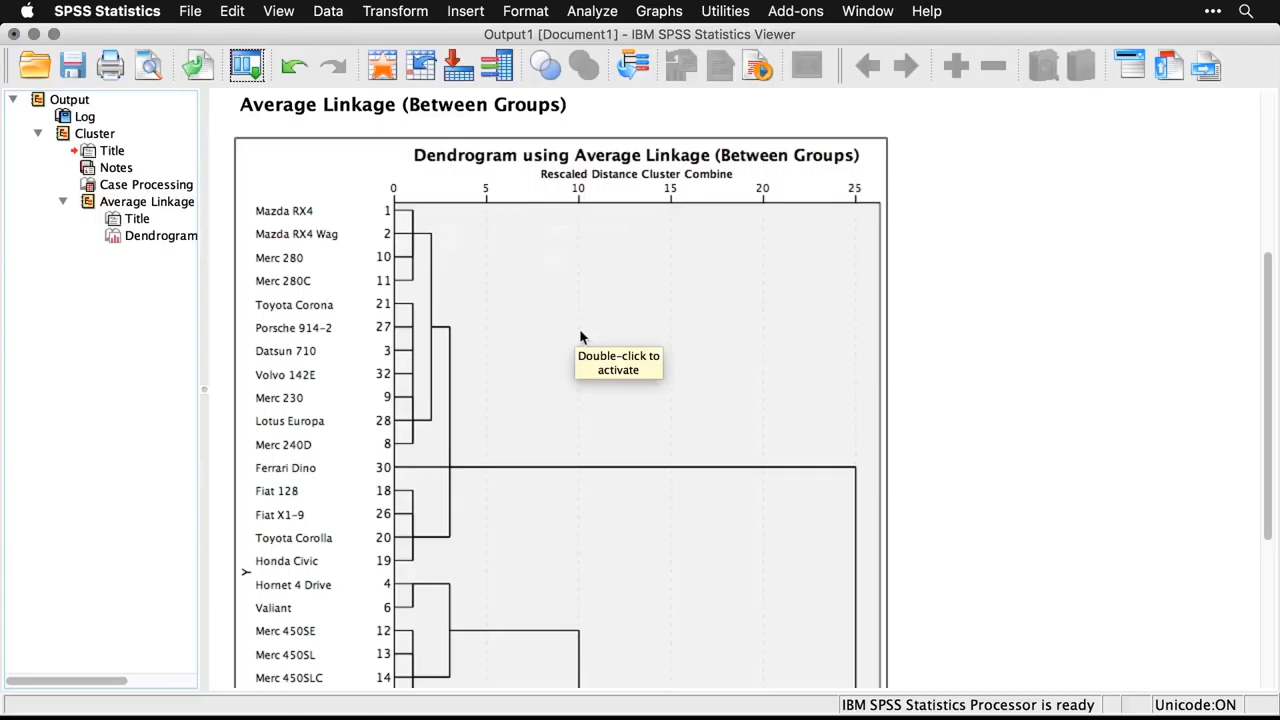 SPSS Statistics File Edit View Data Transform Insert Format Analyze Graphs Utilities Add-ons Window Help
Output1 [Document1] - IBM SPSS Statistics Viewer
Output
Log
Cluster
Title
Notes
Case Processing
Average Linkage
Title
Dendrogram
Average Linkage (Between Groups)
Dendrogram using Average Linkage (Between Groups)
Rescaled Distance Cluster Combine
0 5 10 15 20 25
Mazda RX4 1
Mazda RX4 Wag 2
Merc 280 10
Merc 280C 11
Toyota Corona 21
Porsche 914-2 27
Datsun 710 3
Volvo 142E 32
Merc 230 9
Lotus Europa 28
Merc 240D 8
Ferrari Dino 30
Fiat 128 18
Fiat X1-9 26
Toyota Corolla 20
Honda Civic 19
Y
Hornet 4 Drive 4
Valiant 6
Merc 450SE 12
Merc 450SL 13
Merc 450SLC 14
Double-click to
activate
IBM SPSS Statistics Processor is ready Unicode:ON